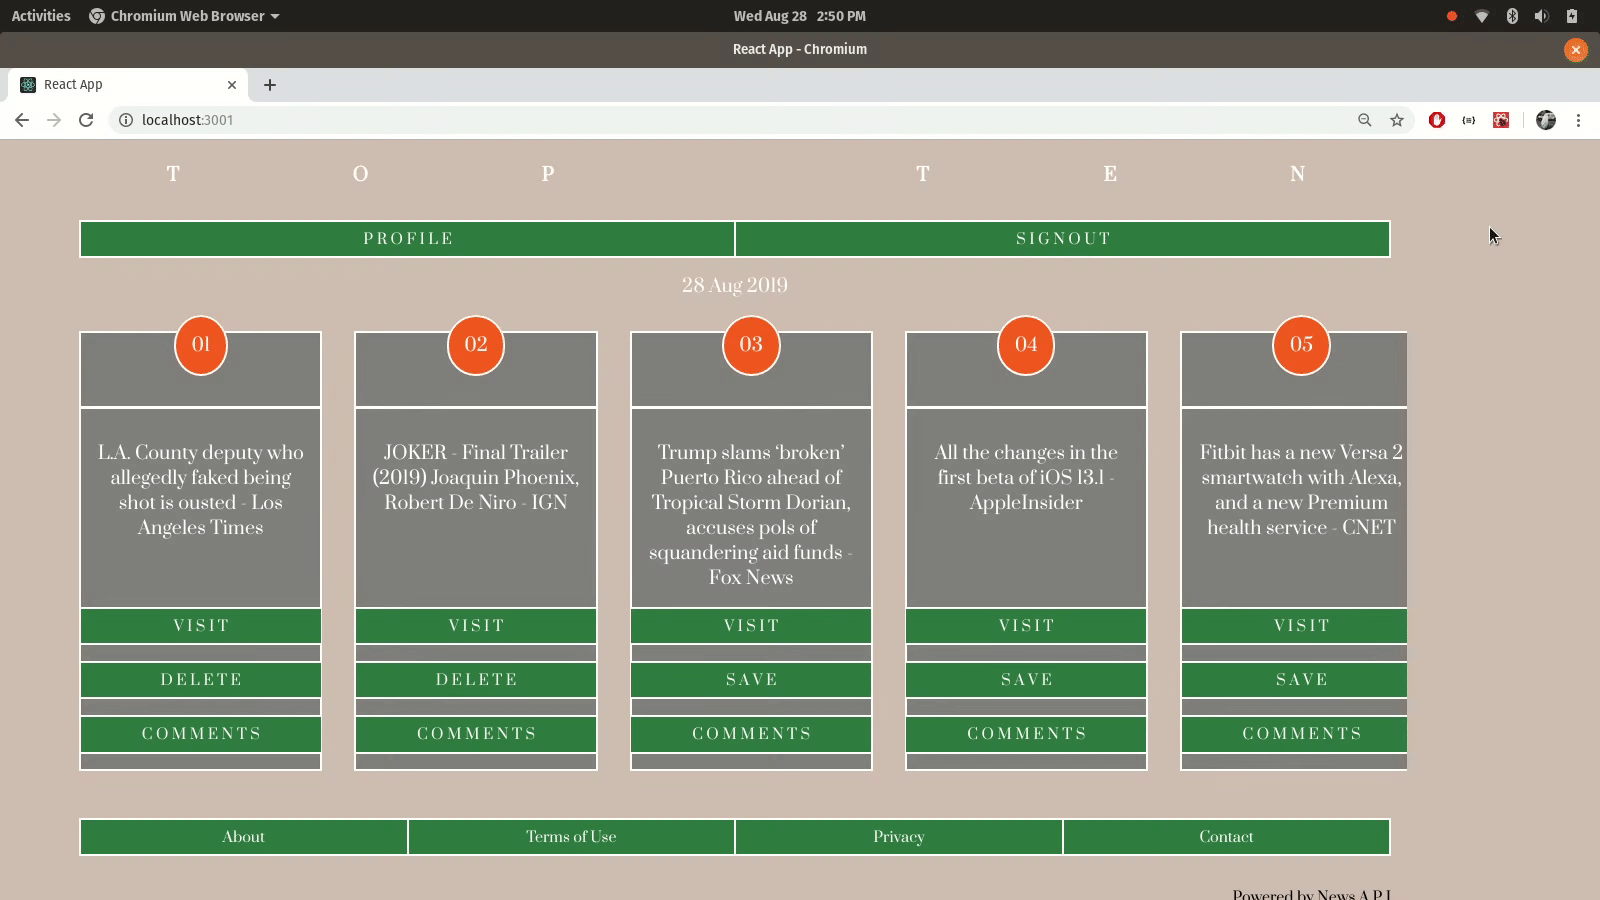 Activities Chromium Web Browser Wed Aug 28 2:50 PM
React App - Chromium
React App
localhost:3001
T O P T E N
PROFILE SIGNOUT
28 Aug 2019
01
L.A. County deputy who
allegedly faked being
shot is ousted - Los
Angeles Times
VISIT
DELETE
COMMENTS
02
JOKER - Final Trailer
(2019) Joaquin Phoenix,
Robert De Niro - IGN
VISIT
DELETE
COMMENTS
03
Trump slams ‘broken’
Puerto Rico ahead of
Tropical Storm Dorian,
accuses pols of
squandering aid funds -
Fox News
VISIT
SAVE
COMMENTS
04
All the changes in the
first beta of iOS 13.1 -
AppleInsider
VISIT
SAVE
COMMENTS
05
Fitbit has a new Versa 2
smartwatch with Alexa,
and a new Premium
health service - CNET
VISIT
SAVE
COMMENTS
About Terms of Use Privacy Contact
Powered by News A.P.I.